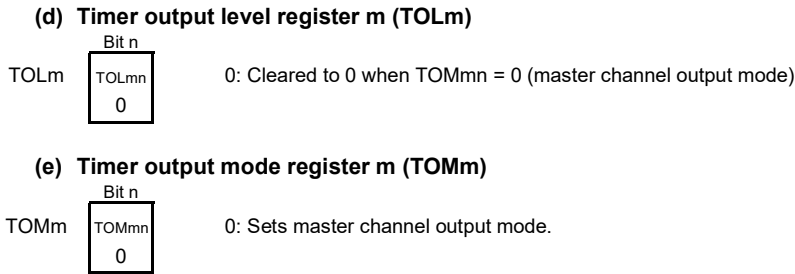 (d) Timer output level register m (TOLm)
Bit n
TOLm TOLmn 0: Cleared to 0 when TOMmn = 0 (master channel output mode)
0
(e) Timer output mode register m (TOMm)
Bit n
TOMm TOMmn 0: Sets master channel output mode.
0